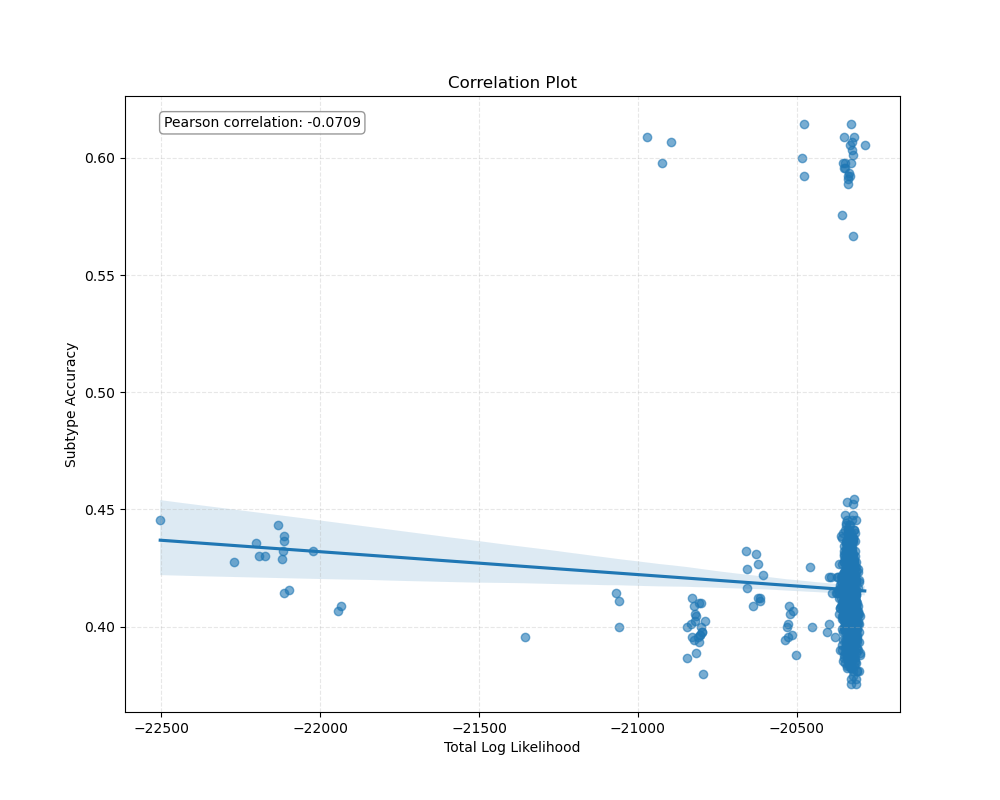 Correlation Plot
Pearson correlation: -0.0709
0.60
0.55
0.50
0.45
0.40
Subtype Accuracy
−22500 −22000 −21500 −21000 −20500
Total Log Likelihood